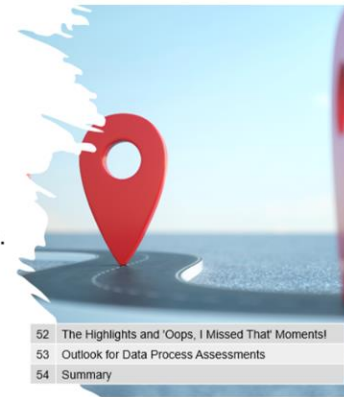 52 The Highlights and 'Oops, I Missed That' Moments!
53 Outlook for Data Process Assessments
54 Summary